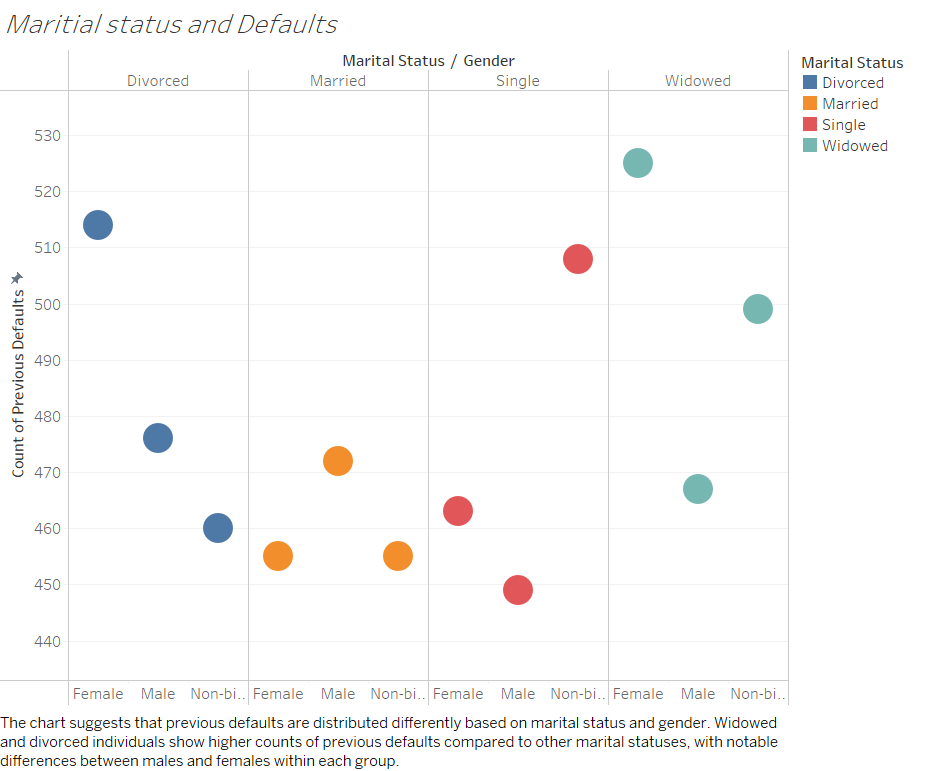 Maritial status and Defaults
Marital Status / Gender
Divorced Married Single Widowed
Marital Status
Divorced
Married
Single
Widowed
Count of Previous Defaults
530
520
510
500
490
480
470
460
450
440
Female Male Non-bi.. Female Male Non-bi.. Female Male Non-bi.. Female Male Non-bi..
The chart suggests that previous defaults are distributed differently based on marital status and gender. Widowed
and divorced individuals show higher counts of previous defaults compared to other marital statuses, with notable
differences between males and females within each group.